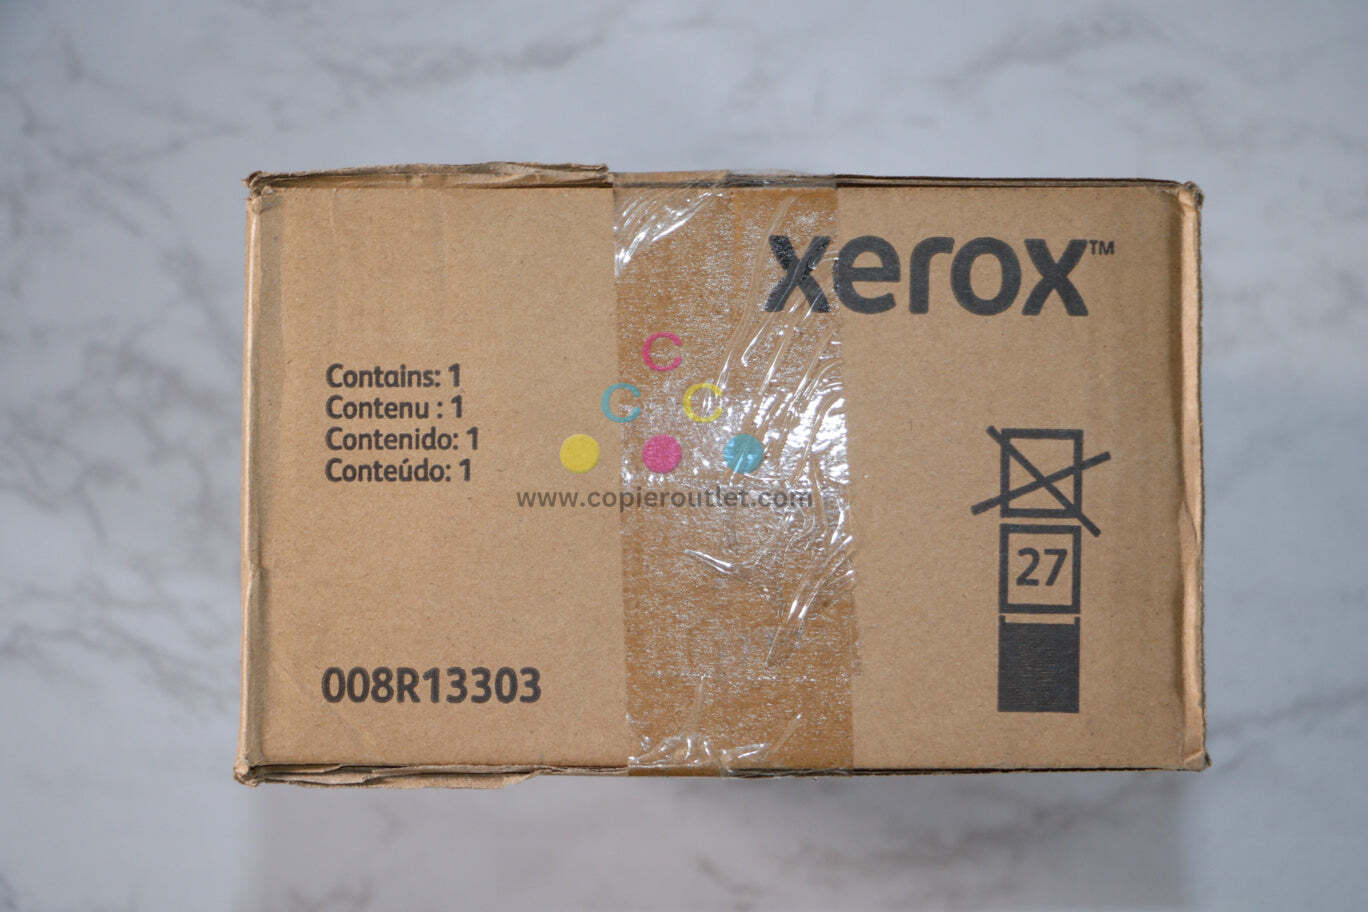 xerox™
Contains: 1
Contenu : 1
Contenido: 1
Conteúdo: 1
C
C C
www.copieroutlet.com
27
008R13303